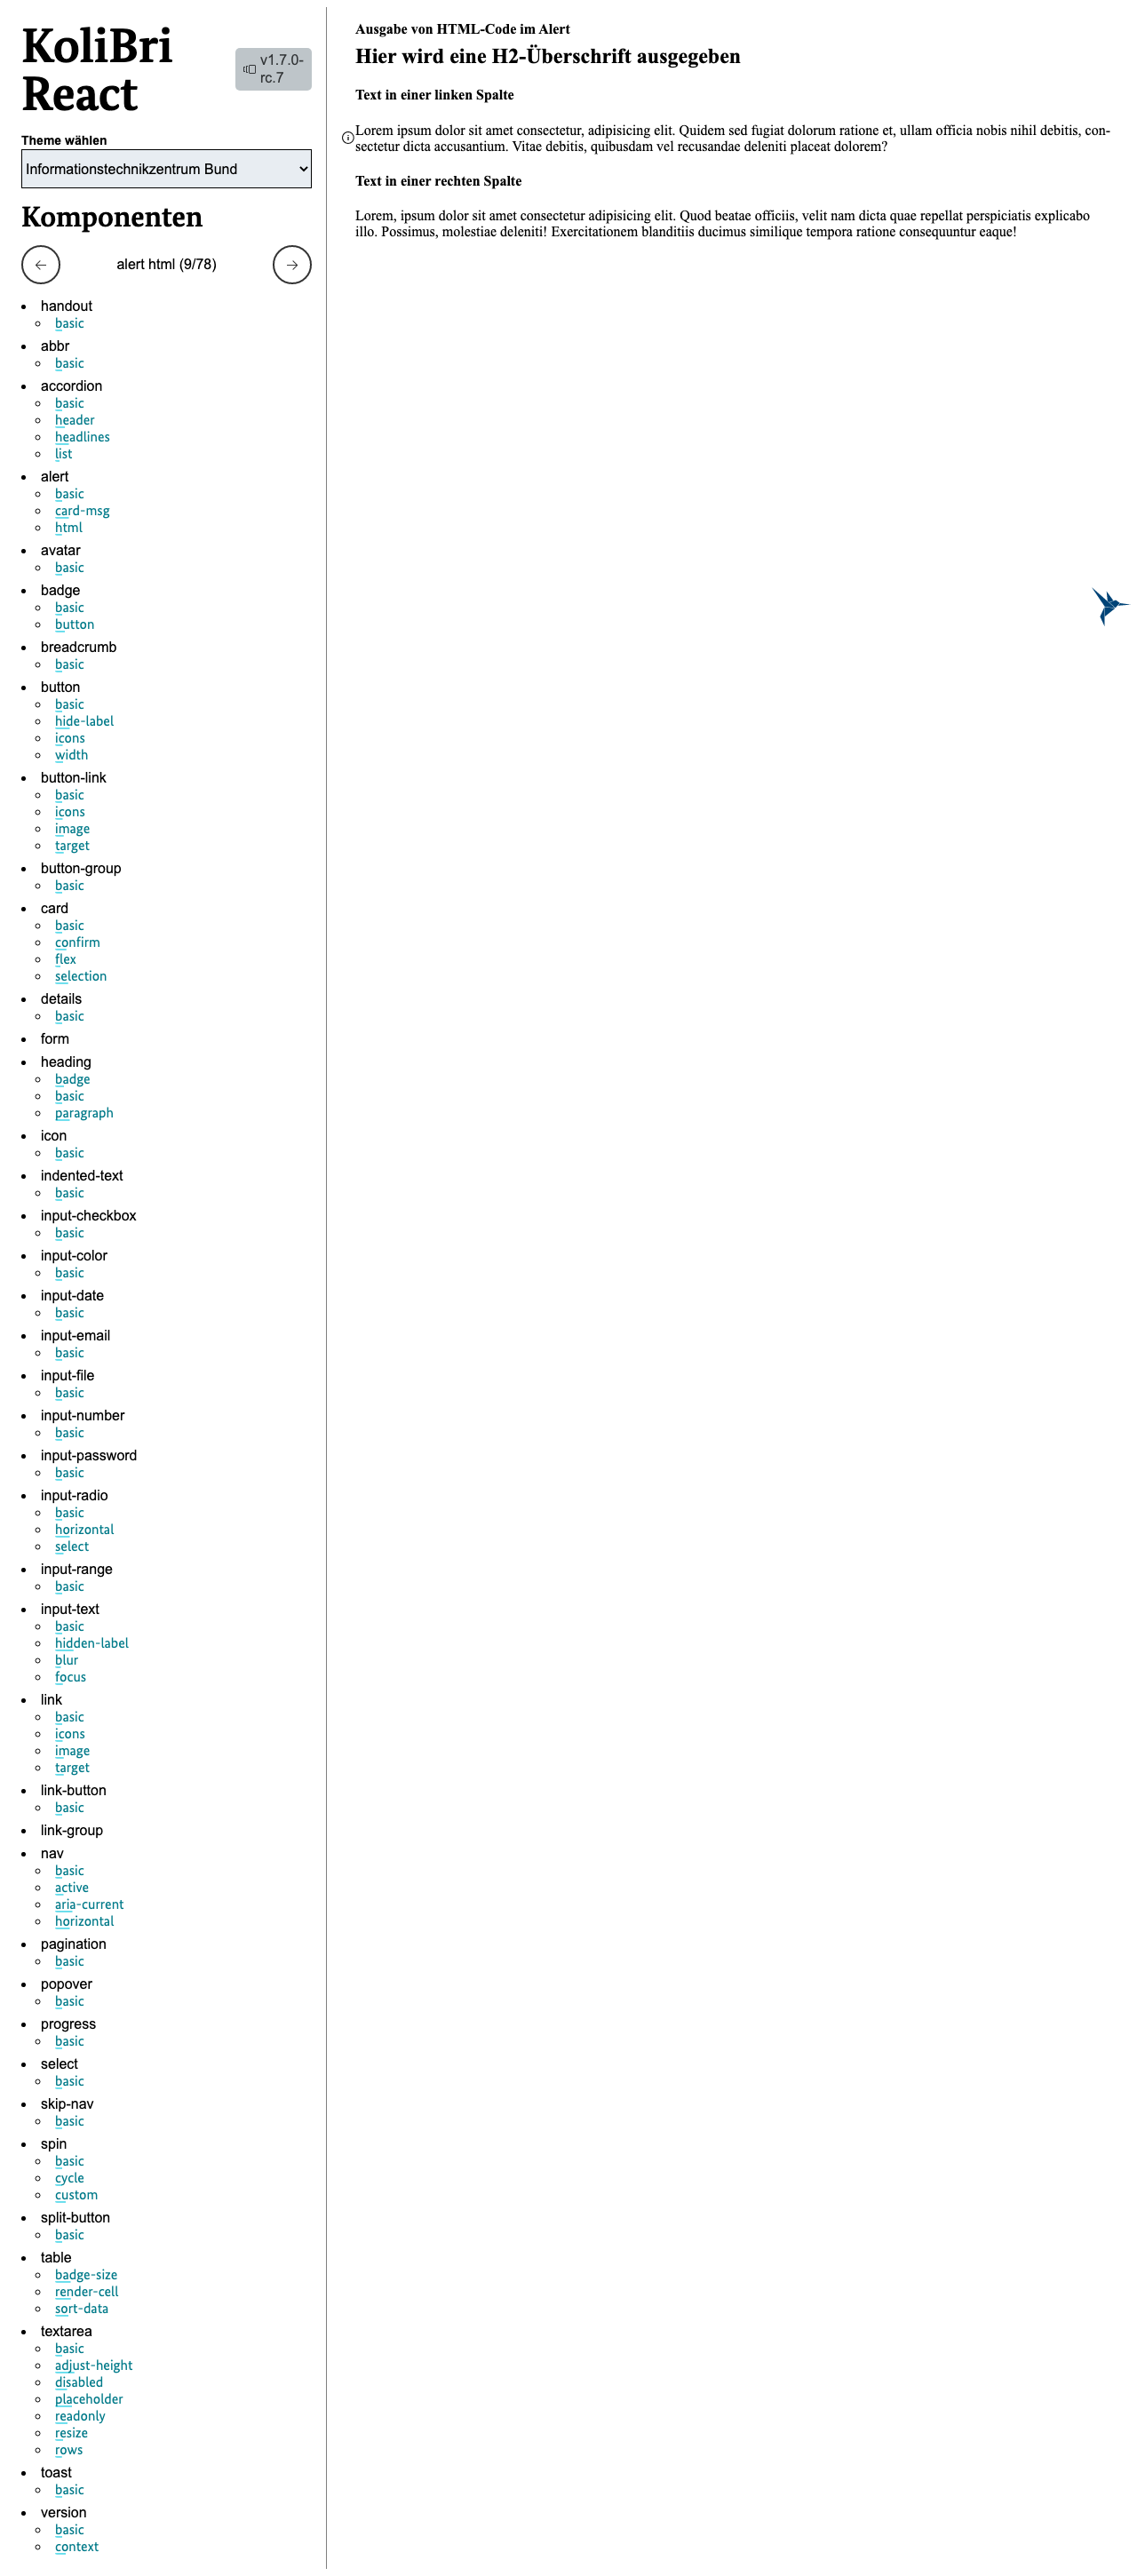 KoliBri
React
v1.7.0-
rc.7
Theme wählen
Informationstechnikzentrum Bund
Komponenten
alert html (9/78)
handout
basic
abbr
basic
accordion
basic
header
headlines
list
alert
basic
card-msg
html
avatar
basic
badge
basic
button
breadcrumb
basic
button
basic
hide-label
icons
width
button-link
basic
icons
image
target
button-group
basic
card
basic
confirm
flex
selection
details
basic
form
heading
badge
basic
paragraph
icon
basic
indented-text
basic
input-checkbox
basic
input-color
basic
input-date
basic
input-email
basic
input-file
basic
input-number
basic
input-password
basic
input-radio
basic
horizontal
select
input-range
basic
input-text
basic
hidden-label
blur
focus
link
basic
icons
image
target
link-button
basic
link-group
nav
basic
active
aria-current
horizontal
pagination
basic
popover
basic
progress
basic
select
basic
skip-nav
basic
spin
basic
cycle
custom
split-button
basic
table
badge-size
render-cell
sort-data
textarea
basic
adjust-height
disabled
placeholder
readonly
resize
rows
toast
basic
version
basic
context
Ausgabe von HTML-Code im Alert
Hier wird eine H2-Überschrift ausgegeben
Text in einer linken Spalte
Lorem ipsum dolor sit amet consectetur, adipisicing elit. Quidem sed fugiat dolorum ratione et, ullam officia nobis nihil debitis, con-
sectetur dicta accusantium. Vitae debitis, quibusdam vel recusandae deleniti placeat dolorem?
Text in einer rechten Spalte
Lorem, ipsum dolor sit amet consectetur adipisicing elit. Quod beatae officiis, velit nam dicta quae repellat perspiciatis explicabo
illo. Possimus, molestiae deleniti! Exercitationem blanditiis ducimus similique tempora ratione consequuntur eaque!